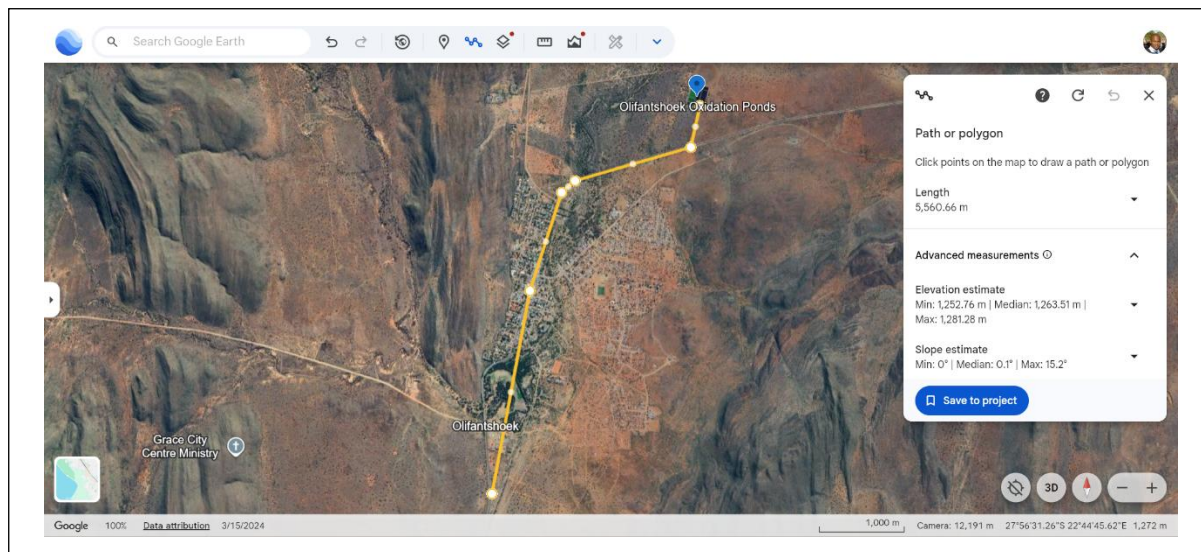 Search Google Earth
Olifantshoek Oxidation Ponds
Path or polygon
Click points on the map to draw a path or polygon
Length
5,560.66 m
Advanced measurements
Elevation estimate
Min: 1,252.76 m | Median: 1,263.51 m |
Max: 1,281.28 m
Slope estimate
Min: 0° | Median: 0.1° | Max: 15.2°
Save to project
Olifantshoek
Grace City
Centre Ministry
3D
Google 100% Data attribution 3/15/2024 1,000 m Camera: 12,191 m 27°56'31.26"S 22°44'45.62"E 1,272 m